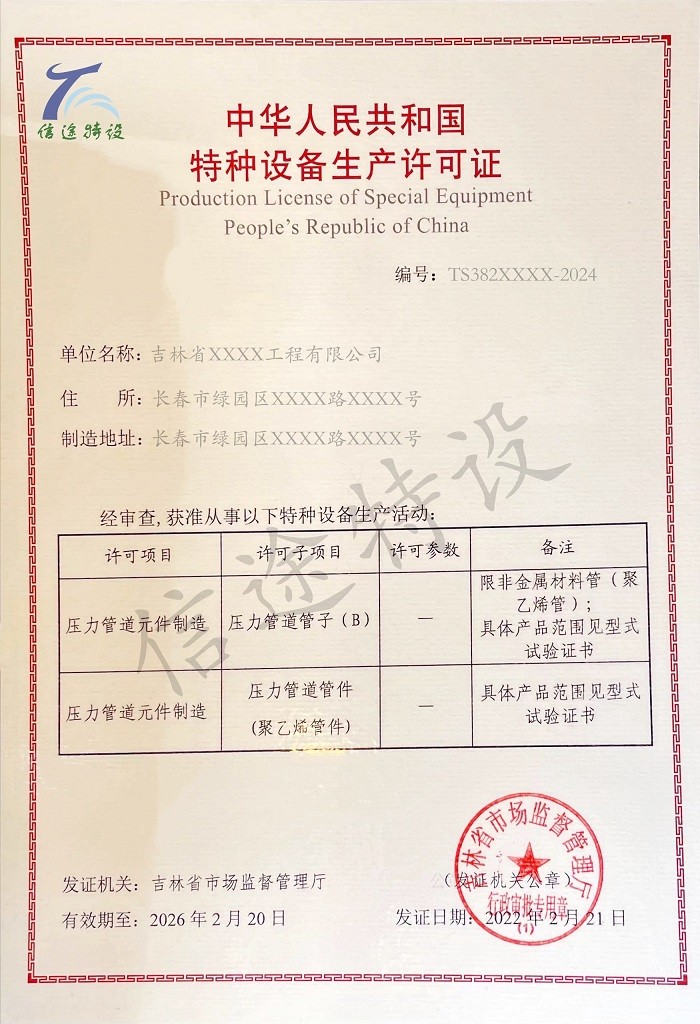 信途特设
中华人民共和国
特种设备生产许可证
Production License of Special Equipment
People's Republic of China
编号：TS382XXXX-2024
单位名称：吉林省XXXX工程有限公司
住 所：长春市绿园区XXXX路XXXX号
制造地址：长春市绿园区XXXX路XXXX号
信途特设
经审查，获准从事以下特种设备生产活动：
许可项目 许可子项目 许可参数 备注
压力管道元件制造 压力管道管子（B） — 限非金属材料管（聚
乙烯管）；
具体产品范围见型式
试验证书
压力管道元件制造 压力管道管件 — 具体产品范围见型式
(聚乙烯管件) 试验证书
吉林省市场监督管理厅
行政审批专用章
(1)
发证机关：吉林省市场监督管理厅 （发证机关公章）
有效期至：2026年2月20日 发证日期：2022年2月21日